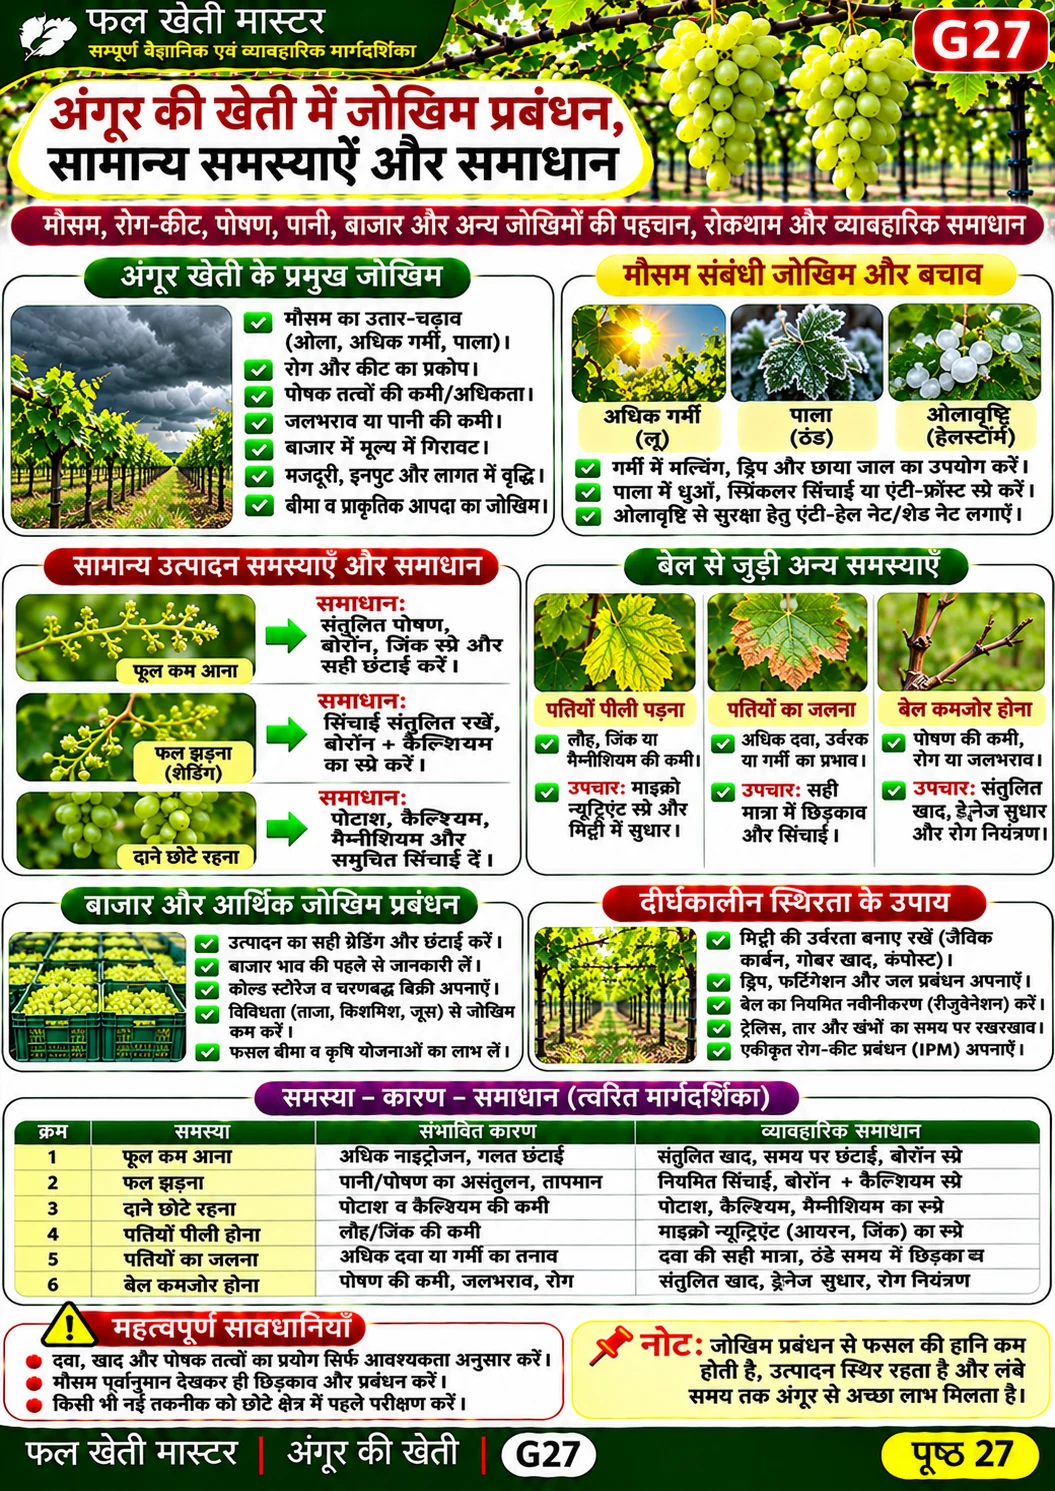 फल खेती मास्टर
सम्पूर्ण वैज्ञानिक एवं व्यावहारिक मार्गदर्शिका
G27
अंगूर की खेती में जोखिम प्रबंधन,
सामान्य समस्याऐं और समाधान
मौसम, रोग-कीट, पोषण, पानी, बाजार और अन्य जोखिमों की पहचान, रोकथाम और व्याबहारिक समाधान
अंगूर खेती के प्रमुख जोखिम
मौसम का उतार-चढ़ाव
(ओला, अधिक गर्मी, पाला)।
रोग और कीट का प्रकोप।
पोषक तत्वों की कमी/अधिकता।
जलभराव या पानी की कमी।
बाजार में मूल्य में गिरावट।
मजदूरी, इनपुट और लागत में वृद्धि।
बीमा व प्राकृतिक आपदा का जोखिम।
मौसम संबंधी जोखिम और बचाव
अधिक गर्मी
(लू)
पाला
(ठंड)
ओलावृष्टि
(हेलस्टॉर्म)
गर्मी में मल्चिंग, ड्रिप और छाया जाल का उपयोग करें।
पाला में धुआँ, स्प्रिंकलर सिंचाई या एंटी-फ्रॉस्ट स्प्रे करें।
ओलावृष्टि से सुरक्षा हेतु एंटी-हेल नेट/शेड नेट लगाऐं।
सामान्य उत्पादन समस्याएँ और समाधान
फूल कम आना
समाधान:
संतुलित पोषण,
बोरॉन, जिंक स्प्रे और
सही छंटाई करें।
फल झड़ना
(शेडिंग)
समाधान:
सिंचाई संतुलित रखें,
बोरॉन + कैल्शियम
का स्प्रे करें।
दाने छोटे रहना
समाधान:
पोटाश, कैल्श्यिम,
मैग्नीशियम और
समुचित सिंचाई दें।
बेल से जुड़ी अन्य समस्याएँ
पतियों पीली पड़ना
लौह, जिंक या
मैग्नीशियम की कमी।
उपचार: माइक्रो
न्यूट्रिएंट स्प्रे और
मिट्टी में सुधार।
पतियों का जलना
अधिक दवा, उर्वरक
या गर्मी का प्रभाव।
उपचार: सही
मात्रा में छिड़काव
और सिंचाई।
बेल कमजोर होना
पोषण की कमी,
रोग या जलभराव।
उपचार: संतुलित
खाद, सुधार
और रोग नियंत्रण।
बाजार और आर्थिक जोखिम प्रबंधन
उत्पादन का सही ग्रेडिंग और छंटाई करें।
बाजार भाव की पहले से जानकारी लें।
कोल्ड स्टोरेज व चरणबद्ध बिक्री अपनाऐं।
विविधता (ताजा, किशमिश, जूस) से जोखिम
कम करें।
फसल बीमा व कृषि योजनाओं का लाभ लें।
दीर्धकालीन स्थिरता के उपाय
मिट्टी की उर्वरता बनाए रखें (जैविक
कार्बन, गोबर खाद, कंपोस्ट)।
ड्रिप, फर्टिगेशन और जल प्रबंधन अपनाऐं।
बेल का नियमित नवीनीकरण (रीजुवेनेशन) करें।
ट्रेलिस, तार और खंभों का समय पर रखरखाव।
एकीकृत रोग-कीट प्रबंधन (IPM) अपनाऐं।
समस्या – कारण – समाधान (त्वरित मार्गदर्शिका)
क्रम समस्या संभावित कारण व्यावहारिक समाधान
1 फूल कम आना अधिक नाइट्रोजन, गलत छंटाई संतुलित खाद, समय पर छंटाई, बोरॉन स्प्रे
2 फल झड़ना पानी/पोषण का असंतुलन, तापमान नियमित सिंचाई, बोरॉन + कैल्शियम स्प्रे
3 दाने छोटे रहना पोटाश व कैल्शियम की कमी पोटाश, कैल्शियम, मैग्नीशियम का स्प्रे
4 पतियों पीली होना लौह/जिंक की कमी माइक्रो न्यूट्रिएंट (आयरन, जिंक) का स्प्रे
5 पतियों का जलना अधिक दवा या गर्मी का तनाव दवा की सही मात्रा, ठंडे समय में
6 बेल कमजोर होना पोषण की कमी, जलभराव, रोग संतुलित खाद, सुधार, रोग नियंत्रण
महत्वपूर्ण सावधानियाँ
दवा, खाद और पोषक तत्वों का प्रयोग सिर्फ आवश्यकता अनुसार करें।
मौसम पूर्वानुमान देखकर ही छिड़काव और प्रबंधन करें।
किसी भी नई तकनीक को छोटे क्षेत्र में पहले परीक्षण करें।
नोट: जोखिम प्रबंधन से फसल की हानि कम
होती है, उत्पादन स्थिर रहता है और लंबे
समय तक अंगूर से अच्छा लाभ मिलता है।
फल खेती मास्टर | अंगूर की खेती | G27
पृष्ठ 27